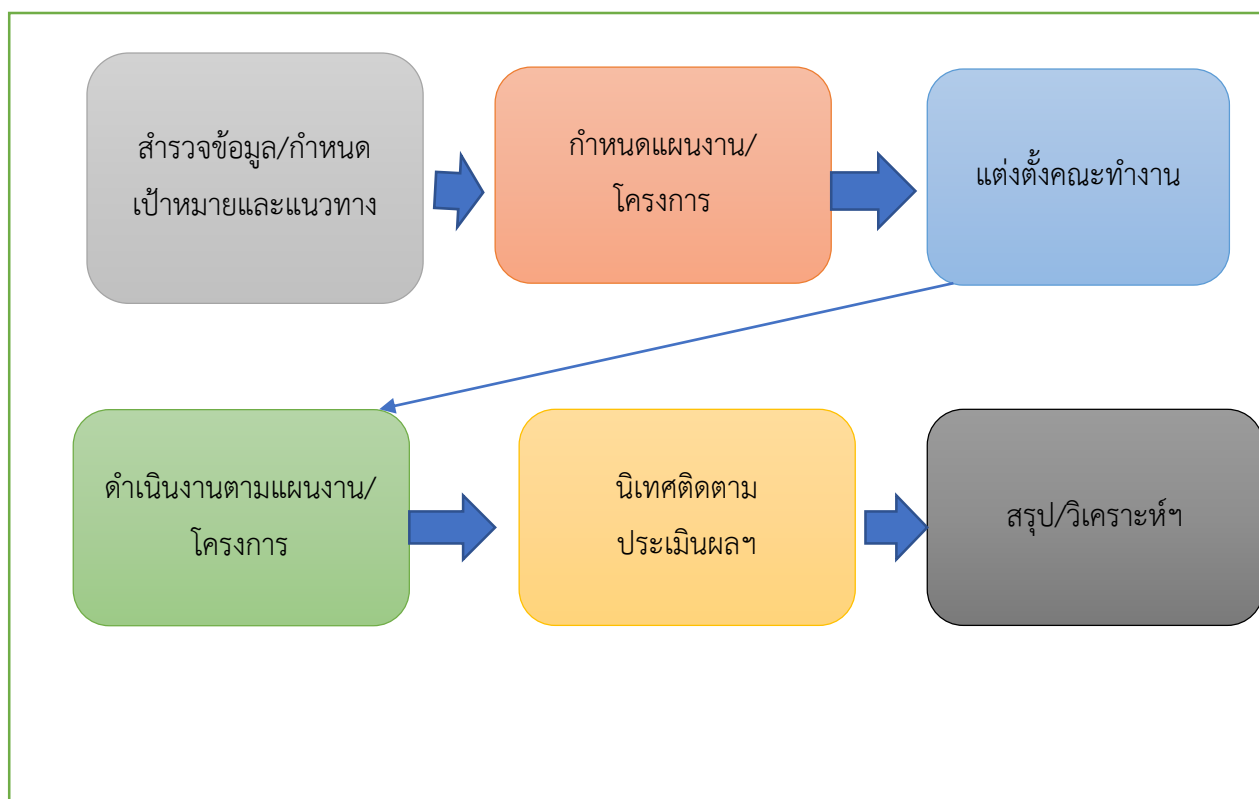 สำรวจข้อมูล/กำหนด
เป้าหมายและแนวทาง
กำหนดแผนงาน/
โครงการ
แต่งตั้งคณะทำงาน
ดำเนินงานตามแผนงาน/
โครงการ
นิเทศติดตาม
ประเมินผลฯ
สรุป/วิเคราะห์ฯ